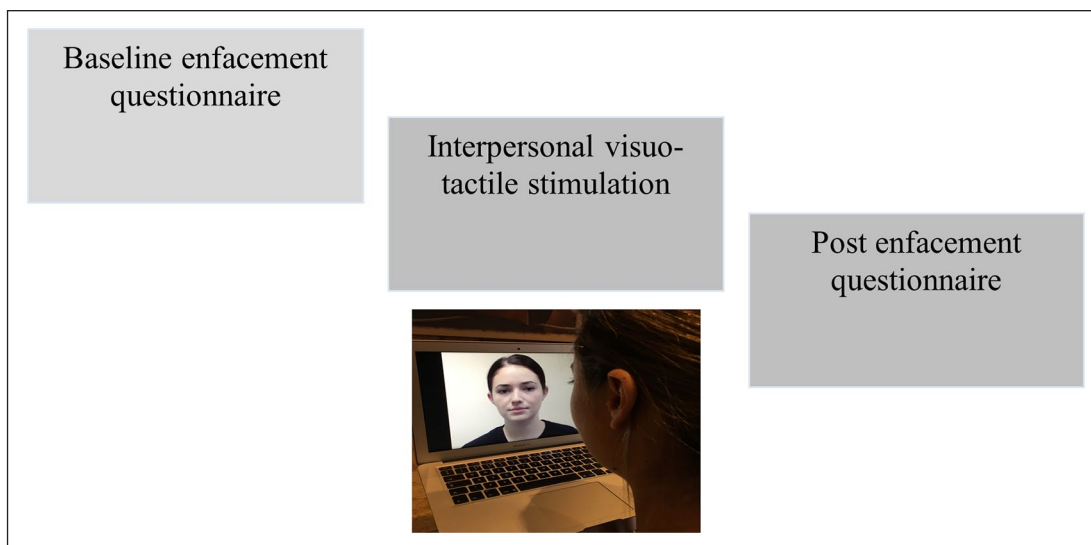 Baseline enfacement
questionnaire
Interpersonal visuo-
tactile stimulation
Post enfacement
questionnaire